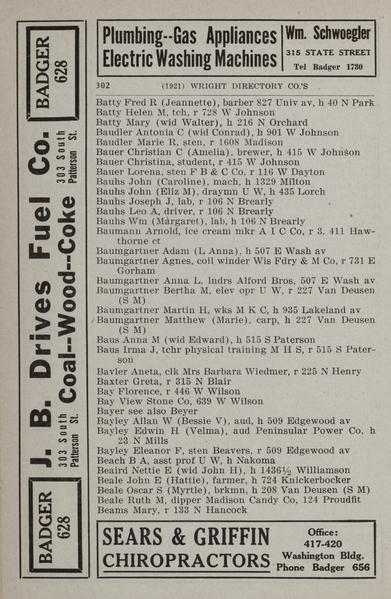 Plumbing--Gas Appliances
Electric Washing Machines
Wm. Schwoegler
315 STATE STREET
Tel Badger 1730
BADGER
628
J. B. Drives Fuel Co.
303 South
Patterson St.
Coal--Wood--Coke
303 South
Patterson St.
BADGER
628
302 (1921) WRIGHT DIRECTORY CO.'S
Batty Fred R (Jeannette), barber 827 Univ av, h 40 N Park
Batty Helen M, tch, r 728 W Johnson
Batty Mary (wid Walter), h 216 N Orchard
Baudler Antonia C (wid Conrad), h 901 W Johnson
Baudler Marie R, sten, r 1608 Madison
Bauer Christian C (Amelia), brewer, h 415 W Johnson
Bauer Christina, student, r 415 W Johnson
Bauer Lorena, sten F B & C Co. r 116 W Dayton
Bauhs John (Caroline), mach, h 1329 Milton
Bauhs John (Eliz M), draymn U W, h 435 Lorch
Bauhs Joseph J, lab, r 106 N Brearly
Bauhs Leo A, driver, r 106 N Brearly
Bauhs Wm (Margaret), lab, h 106 N Brearly
Baumann Arnold, ice cream mkr A I C Co, r 3, 411 Haw-
thorne ct
Baumgartner Adam (L Anna), h 507 E Wash av
Baumgartner Agnes, coil winder Wis Fdry & M Co, r 731 E
Gorham
Baumgartner Anna L, lndrs Alford Bros, 507 E Wash av
Baumgartner Bertha M, elev opr U W, r 227 Van Deusen
(S M)
Baumgartner Martin H, wks M K C, h 935 Lakeland av
Baumgartner Matthew (Marie), carp, h 227 Van Deusen
(S M)
Baus Anna M (wid Edward), h 515 S Paterson
Baus Irma J, tchr physical training M H S, r 515 S Pater-
son
Bavler Aneta, clk Mrs Barbara Wiedmer, r 225 N Henry
Baxter Greta, r 315 N Blair
Bay Florence, r 446 W Wilson
Bay View Stone Co, 639 W Wilson
Bayer see also Beyer
Bayley Allan W (Bessie V), aud, h 509 Edgewood av
Bayley Edwin H (Velma), aud Peninsular Power Co, h
23 N Mills
Bayley Eleanor F, sten Beavers, r 509 Edgewood av
Beach B A, asst prof U W, h Nakoma
Beaird Nettie E (wid John H), h 1436½ Williamson
Beale John E (Hattie), farmer, h 724 Knickerbocker
Beale Oscar S (Myrtle), brkmn, h 208 Van Deusen (S M)
Beale Ruth M, dipper Madison Candy Co, 124 Proudfit
Beams Mary, r 133 N Hancock
SEARS & GRIFFIN
CHIROPRACTORS
Office:
417-420
Washington Bldg.
Phone Badger 656